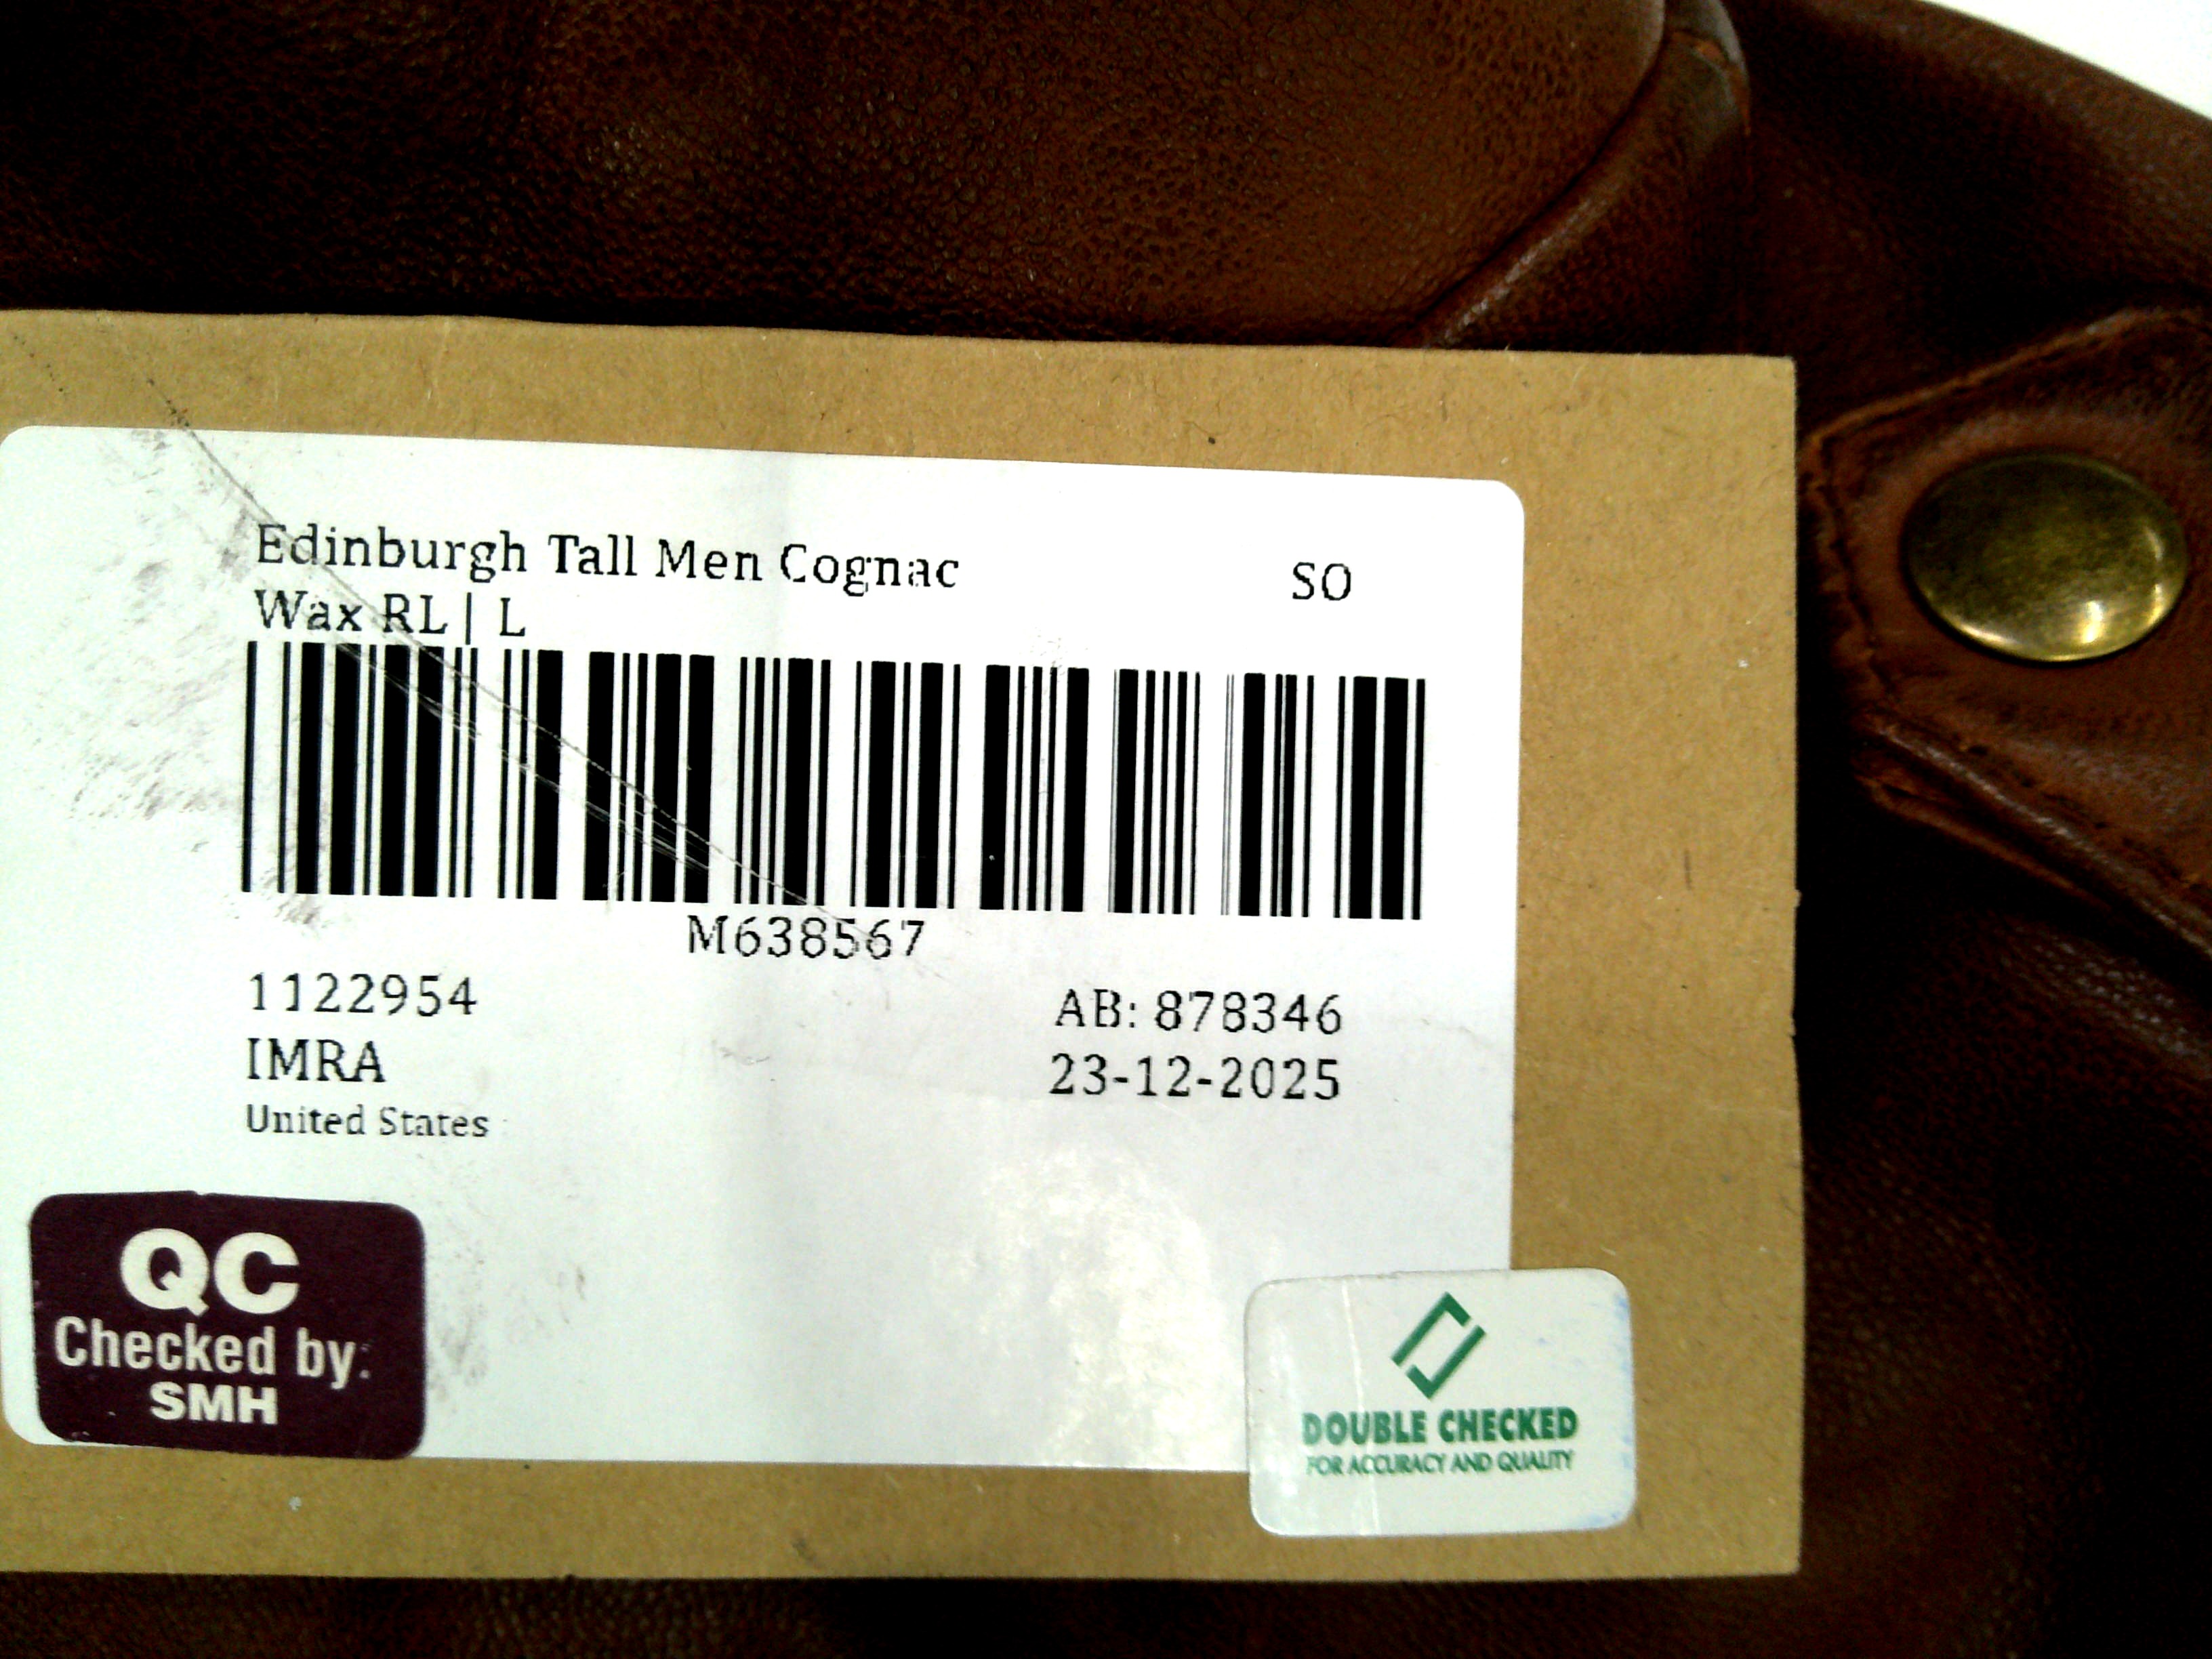 Edinburgh Tall Men Cognac
Wax RL | L
SO
M638567
1122954
AB: 878346
IMRA
23-12-2025
United States
QC
Checked by:
SMH
DOUBLE CHECKED
FOR ACCURACY AND QUALITY